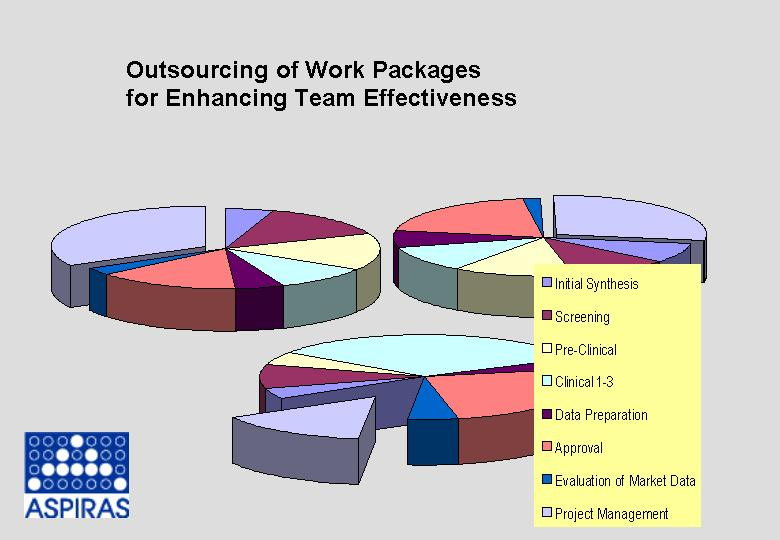 Outsourcing of Work Packages
for Enhancing Team Effectiveness
Initial Synthesis
Screening
Pre-Clinical
Clinical 1-3
Data Preparation
Approval
Evaluation of Market Data
Project Management
ASPIRAS